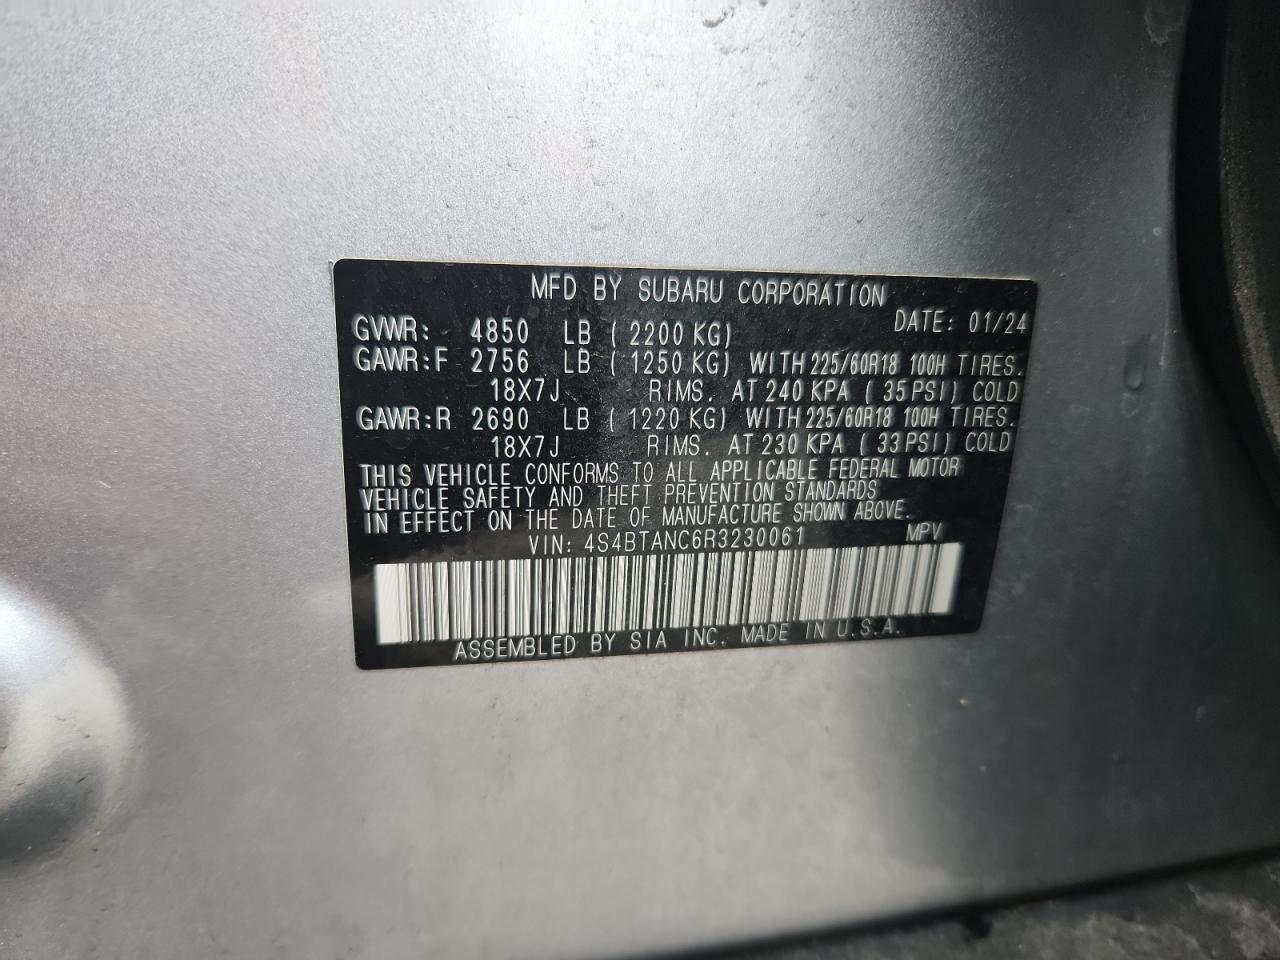 MFD BY SUBARU CORPORATION
DATE: 01/24
GVWR: 4850 LB ( 2200 KG)
GAWR:F 2756 LB ( 1250 KG) WITH 225/60R18 100H TIRES.
18X7J RIMS. AT 240 KPA ( 35 PSI) COLD
GAWR:R 2690 LB ( 1220 KG) WITH 225/60R18 100H TIRES.
18X7J RIMS. AT 230 KPA ( 33 PSI) COLD
THIS VEHICLE CONFORMS TO ALL APPLICABLE FEDERAL MOTOR
VEHICLE SAFETY AND THEFT PREVENTION STANDARDS
IN EFFECT ON THE DATE OF MANUFACTURE SHOWN ABOVE.
VIN: 4S4BTANC6R3230061 MPV
ASSEMBLED BY SIA INC. MADE IN U.S.A.